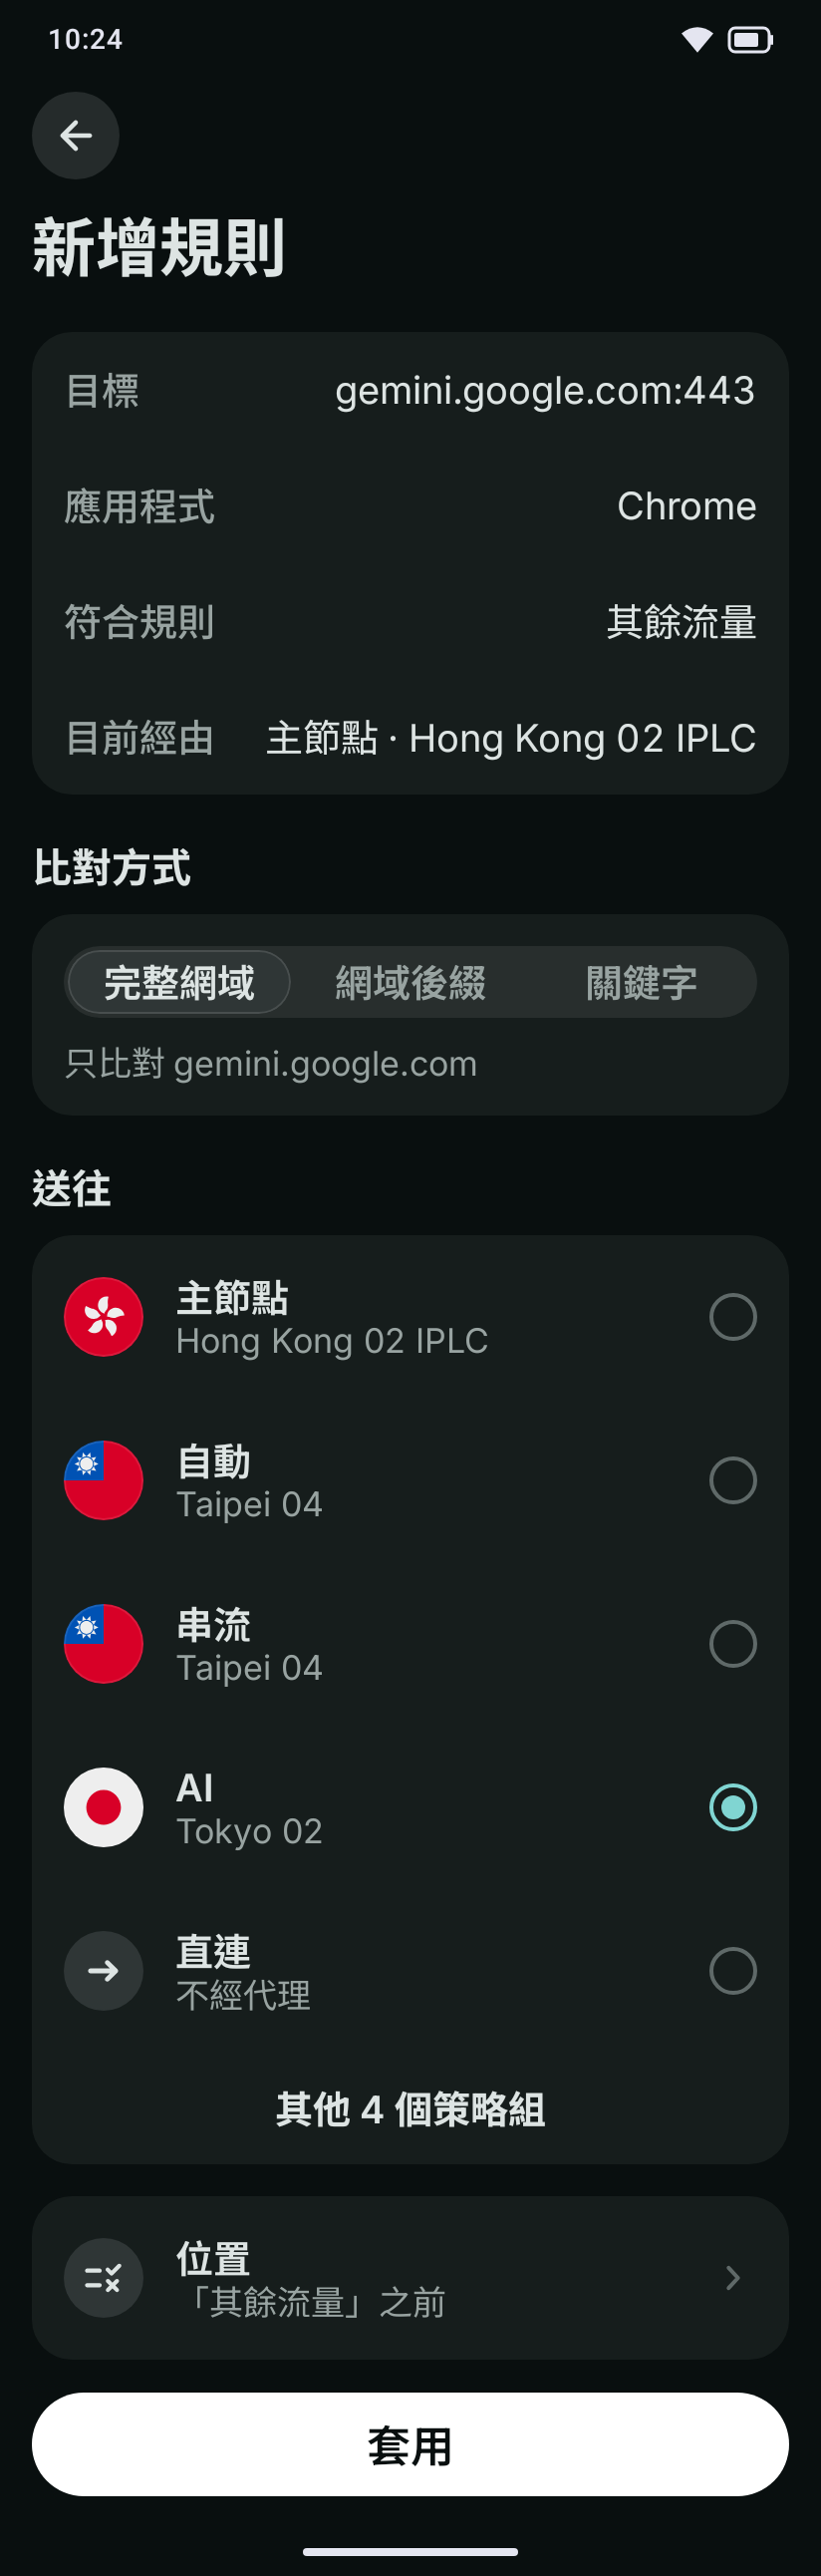 10:24
新增規則
目標 gemini.google.com:443
應用程式 Chrome
符合規則 其餘流量
目前經由 主節點 · Hong Kong 02 IPLC
比對方式
完整網域 網域後綴 關鍵字
只比對 gemini.google.com
送往
主節點
Hong Kong 02 IPLC
自動
Taipei 04
串流
Taipei 04
AI
Tokyo 02
直連
不經代理
其他 4 個策略組
位置
「其餘流量」之前
套用